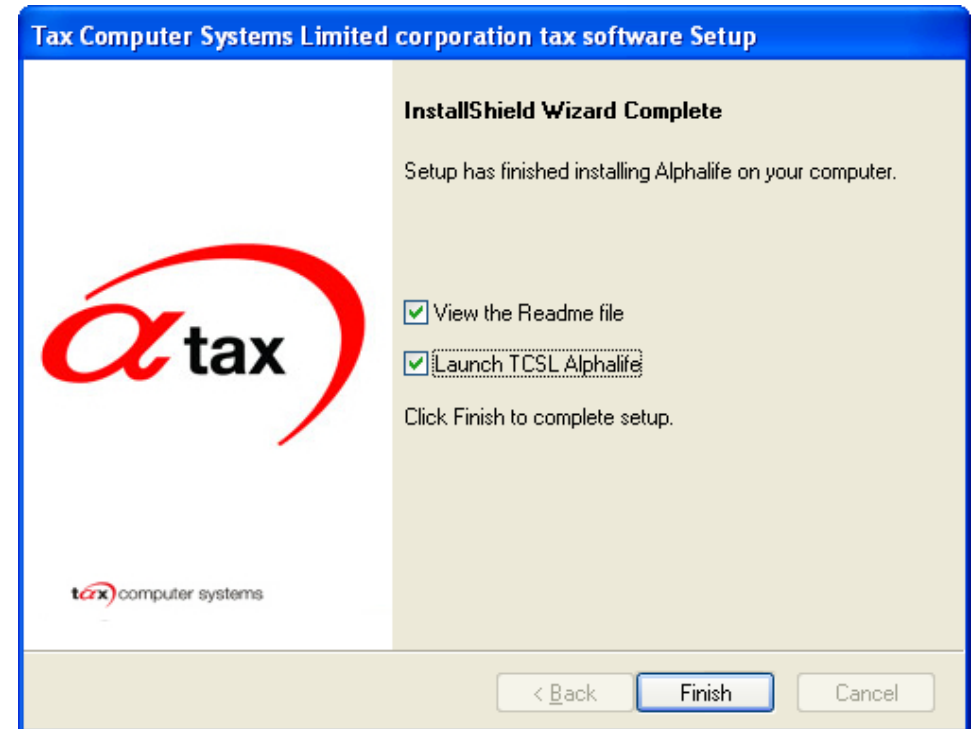 Tax Computer Systems Limited corporation tax software Setup
InstallShield Wizard Complete
Setup has finished installing Alphalife on your computer.
View the Readme file
Launch TCSL Alphalife
Click Finish to complete setup.
α tax
tax computer systems
< Back Finish Cancel